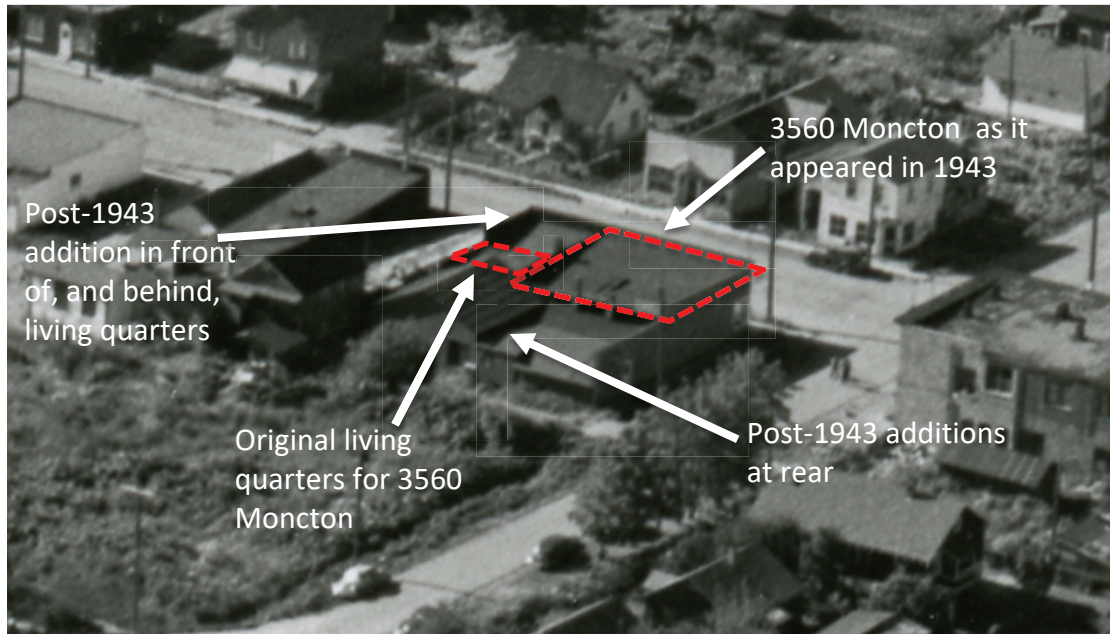 3560 Moncton as it
appeared in 1943
Post-1943
addition in front
of, and behind,
living quarters
Original living
quarters for 3560
Moncton
Post-1943 additions
at rear